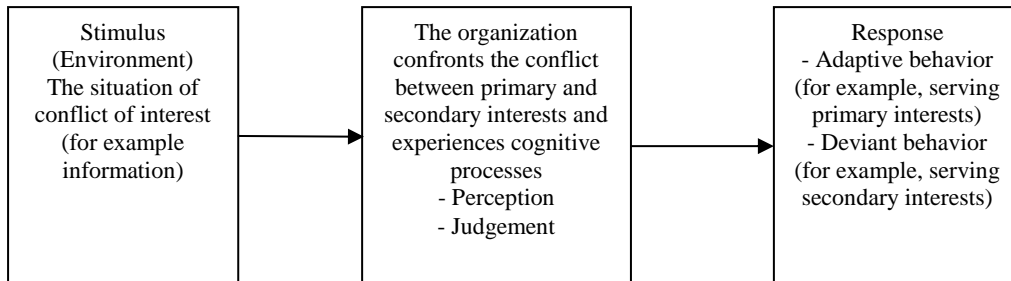 Stimulus
(Environment)
The situation of
conflict of interest
(for example
information)
The organization
confronts the conflict
between primary and
secondary interests and
experiences cognitive
processes
- Perception
- Judgement
Response
- Adaptive behavior
(for example, serving
primary interests)
- Deviant behavior
(for example, serving
secondary interests)